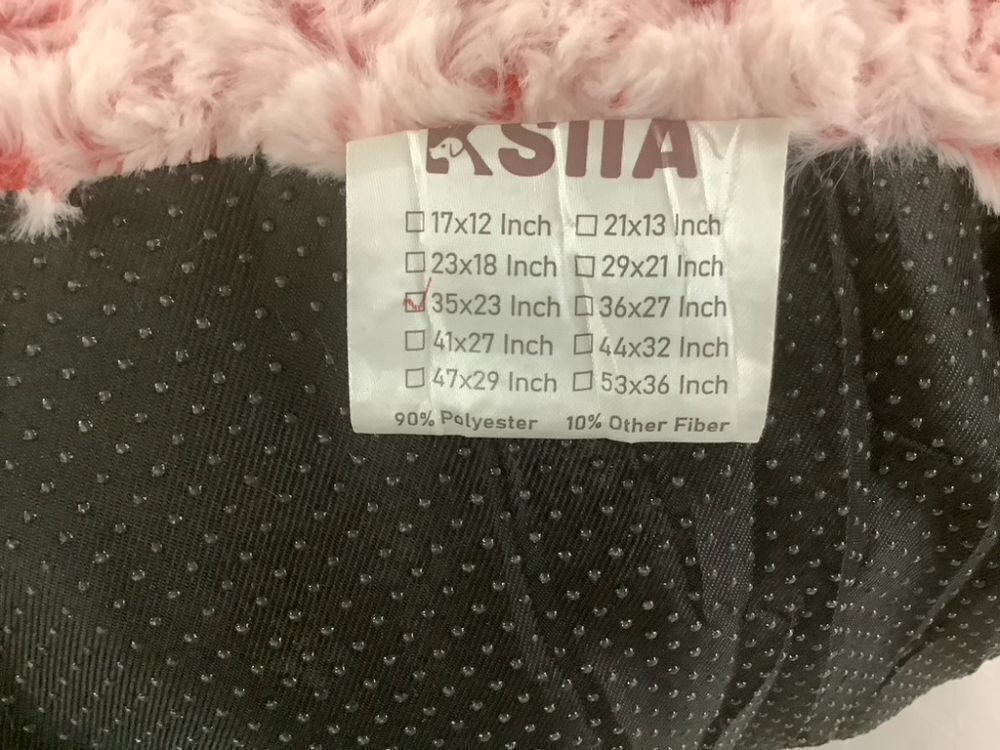 KSIIA
☐ 17x12 Inch ☐ 21x13 Inch
☐ 23x18 Inch ☐ 29x21 Inch
☑ 35x23 Inch ☐ 36x27 Inch
☐ 41x27 Inch ☐ 44x32 Inch
☐ 47x29 Inch ☐ 53x36 Inch
90% Polyester 10% Other Fiber